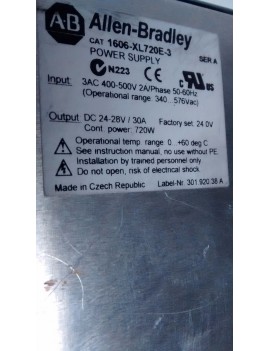 AB Allen-Bradley
CAT 1606-XL720E-3
POWER SUPPLY SER A
N223 CE c UL us
Input: 3AC 400-500V 2A/Phase 50-60Hz
(Operational range: 340...576Vac)
Output: DC 24-28V / 30A Factory set: 24.0V
Cont. power: 720W
Operational temp. range: 0...+60 deg C
See instruction manual, no use without PE.
Installation by trained personnel only
Do not open, risk of electrical shock
Made in Czech Republic Label-Nr. 301 920.38 A